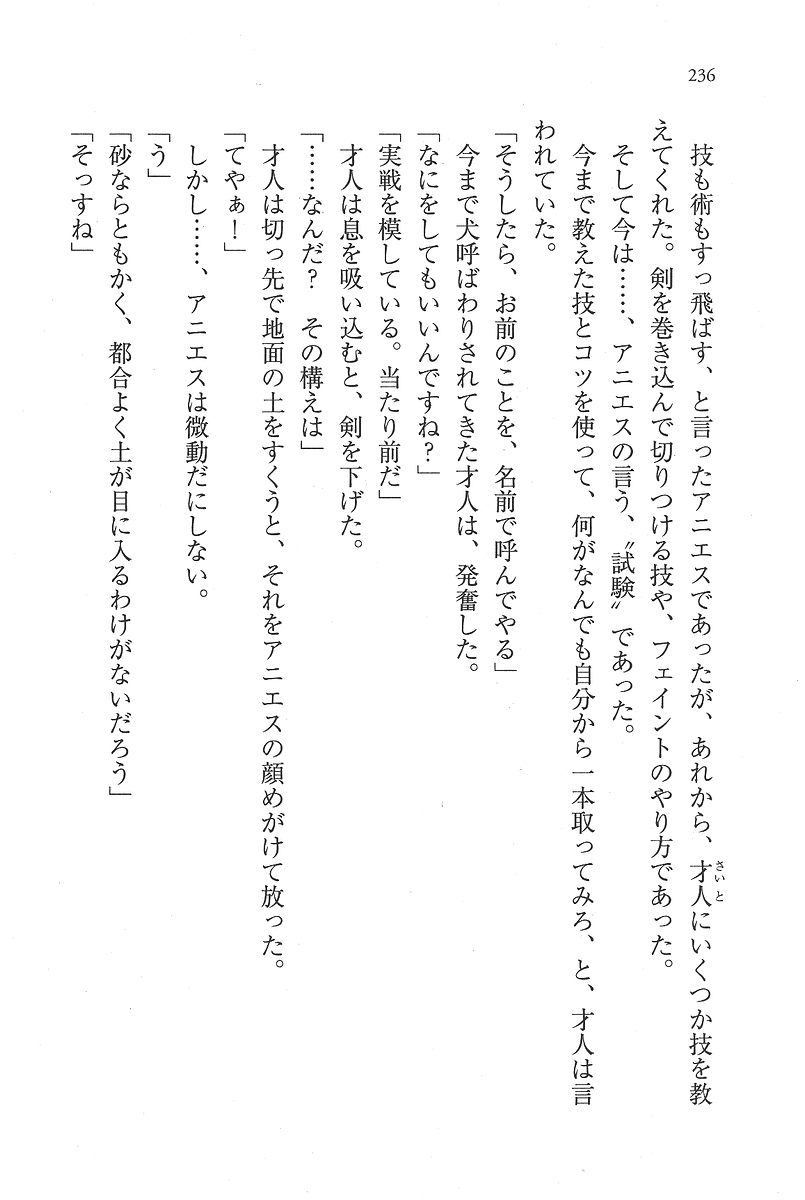 236
　技も術もすっ飛ばす、と言ったアニエスであったが、あれから、才人にいくつか技を教
えてくれた。剣を巻き込んで切りつける技や、フェイントのやり方であった。
　そして今は……、アニエスの言う、〝試験〟であった。
　今まで教えた技とコツを使って、何がなんでも自分から一本取ってみろ、と、才人は言
われていた。
「そうしたら、お前のことを、名前で呼んでやる」
　今まで犬呼ばわりされてきた才人は、発奮した。
「なにをしてもいいんですね？」
「実戦を模している。当たり前だ」
　才人は息を吸い込むと、剣を下げた。
「……なんだ？　その構えは」
　才人は切っ先で地面の土をすくうと、それをアニエスの顔めがけて放った。
「てやぁ！」
　しかし……、アニエスは微動だにしない。
「う」
「砂ならともかく、都合よく土が目に入るわけがないだろう」
「そっすね」
さいと